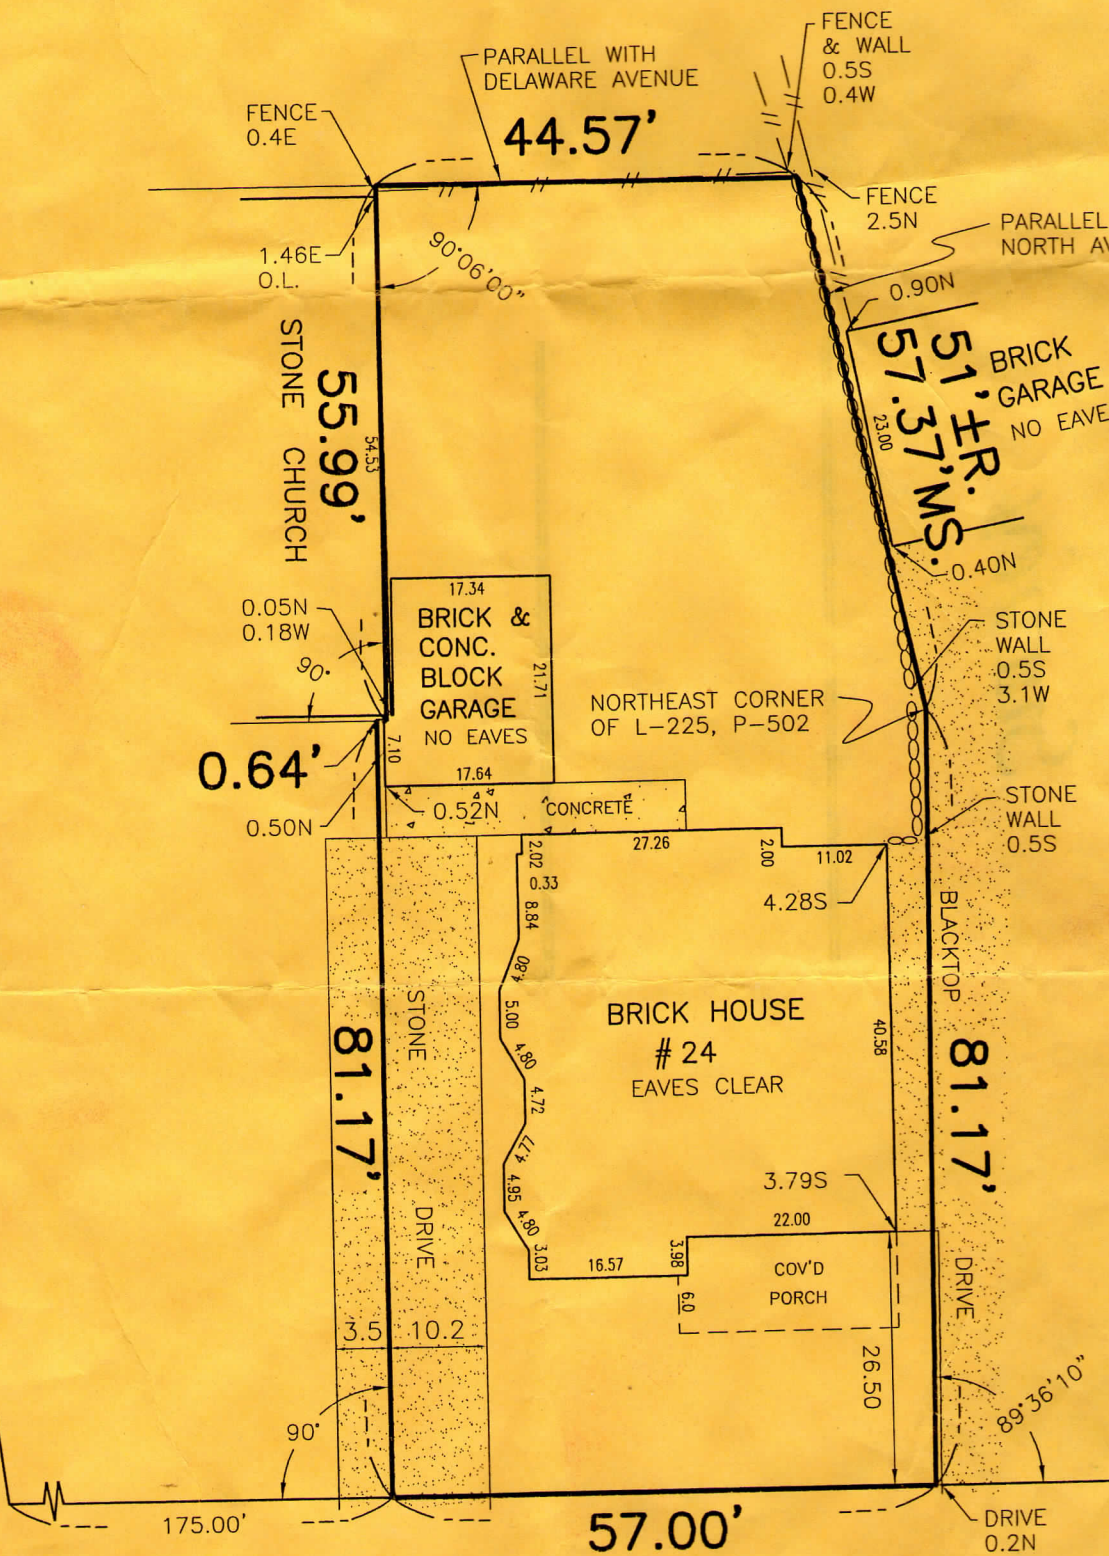 FENCE
& WALL
0.5S
0.4W
PARALLEL WITH
DELAWARE AVENUE
FENCE
0.4E
44.57'
FENCE
2.5N
1.46E
O.L.
90°06'00"
PARALLEL
NORTH AV
0.90N
STONE CHURCH
55.99'
54.53
51'±R.
57.37'MS.
BRICK
GARAGE
NO EAVE
23.00
0.40N
17.34
BRICK &
CONC.
BLOCK
GARAGE
NO EAVES
21.71
0.05N
0.18W
90°
STONE
WALL
0.5S
3.1W
NORTHEAST CORNER
OF L-225, P-502
0.64'
7.10
17.64
0.50N
0.52N
CONCRETE
STONE
WALL
0.5S
27.26
2.02
0.33
2.00
11.02
8.84
4.28S
4.80
5.00
4.80
4.72
4.77
4.95
4.80
3.03
BRICK HOUSE
# 24
EAVES CLEAR
40.58
BLACKTOP
DRIVE
STONE
DRIVE
81.17'
81.17'
3.79S
22.00
16.57
3.98
6.0
COV'D
PORCH
3.5
10.2
26.50
90°
89°36'10"
175.00'
57.00'
DRIVE
0.2N